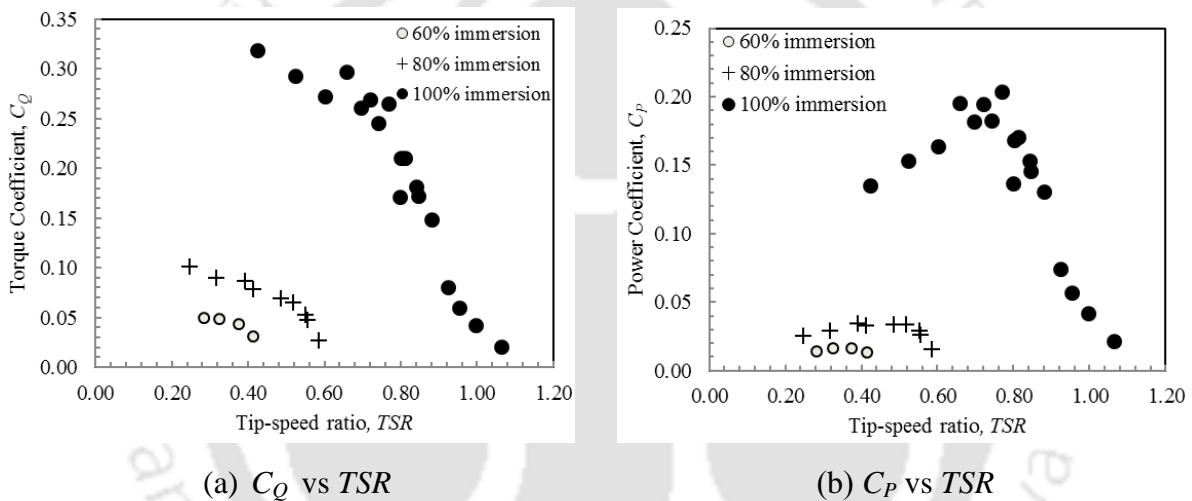 0.35
0.30
0.25
0.20
0.15
0.10
0.05
0.00
Torque Coefficient, C_Q
60% immersion
80% immersion
100% immersion
0.00 0.20 0.40 0.60 0.80 1.00 1.20
Tip-speed ratio, TSR
(a) C_Q vs TSR
0.25
0.20
0.15
0.10
0.05
0.00
Power Coefficient, C_P
60% immersion
80% immersion
100% immersion
0.00 0.20 0.40 0.60 0.80 1.00 1.20
Tip-speed ratio, TSR
(b) C_P vs TSR